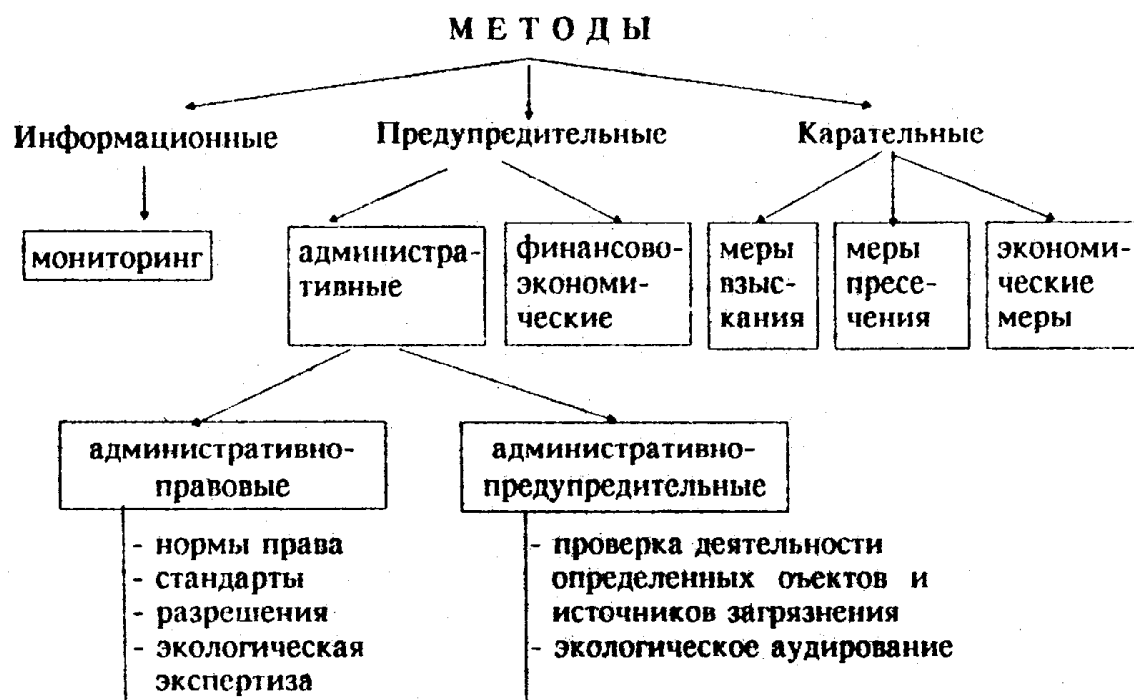 МЕТОДЫ
Информационные
Предупредительные
Карательные
мониторинг
администра-
тивные
финансово-
экономи-
ческие
меры
взыс-
кания
меры
пресе-
чения
экономи-
ческие
меры
административно-
правовые
административно-
предупредительные
- нормы права
- стандарты
- разрешения
- экологическая
экспертиза
- проверка деятельности
определенных оъектов и
источников загрязнения
- экологическое аудирование